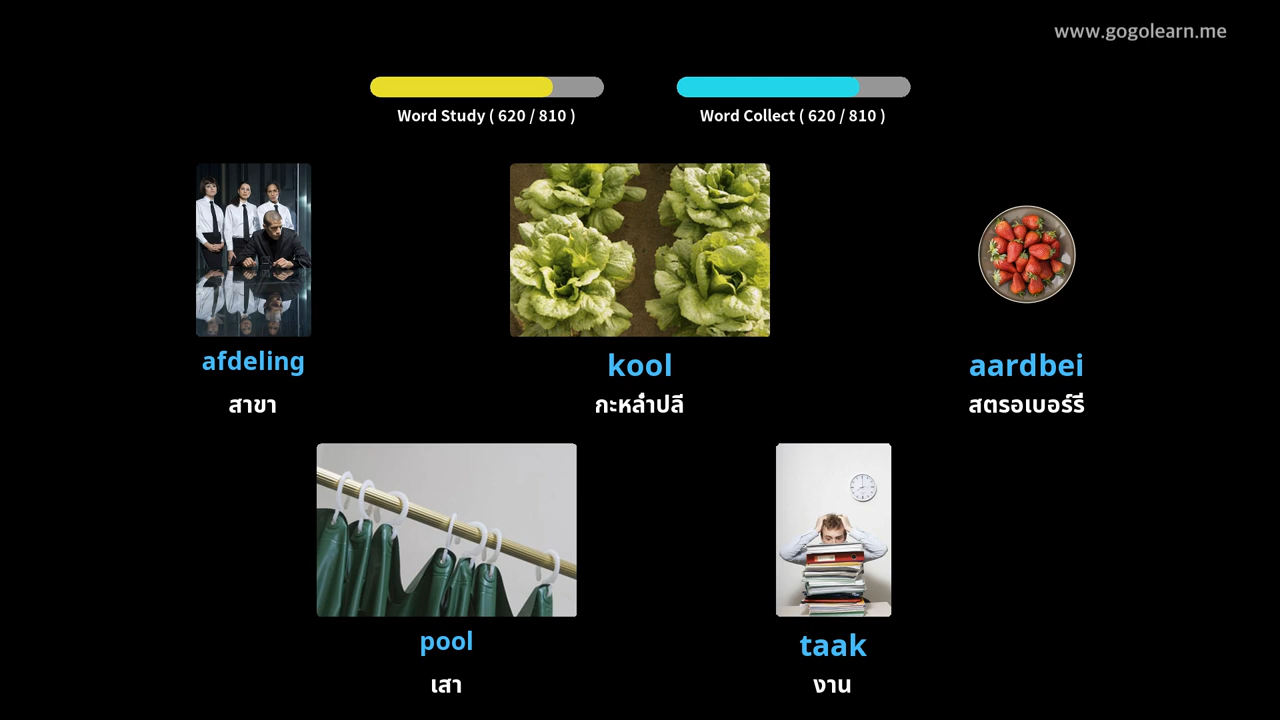 www.gogolearn.me
Word Study ( 620 / 810 )
Word Collect ( 620 / 810 )
afdeling
สาขา
kool
กะหล่ำปลี
aardbei
สตรอเบอร์รี
pool
เสา
taak
งาน